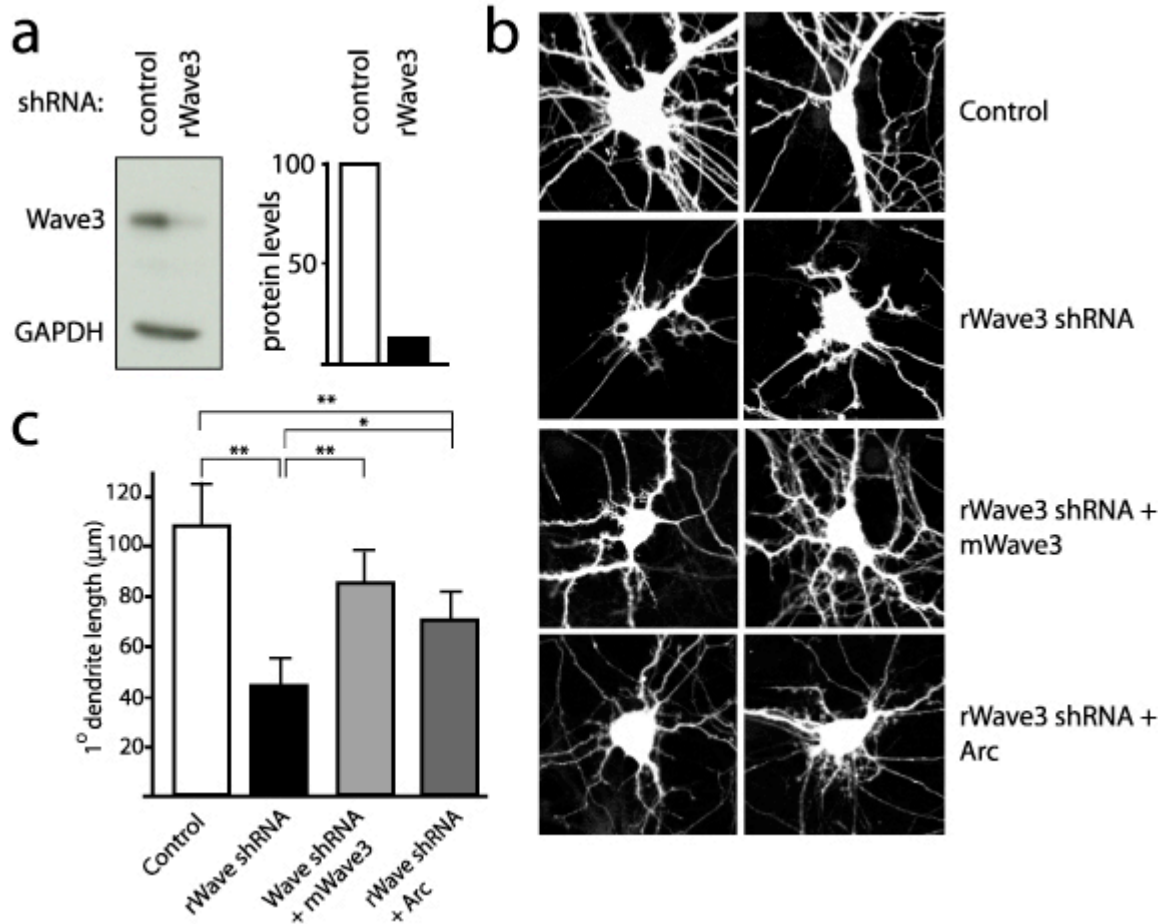 a
shRNA:
control
rWave3
Wave3
GAPDH
control
rWave3
protein levels
100
50
b
Control
rWave3 shRNA
rWave3 shRNA +
mWave3
rWave3 shRNA +
Arc
c
**
*
**
**
1° dendrite length (μm)
120
100
80
60
40
20
Control
rWave shRNA
Wave shRNA
+ mWave3
rWave shRNA
+ Arc